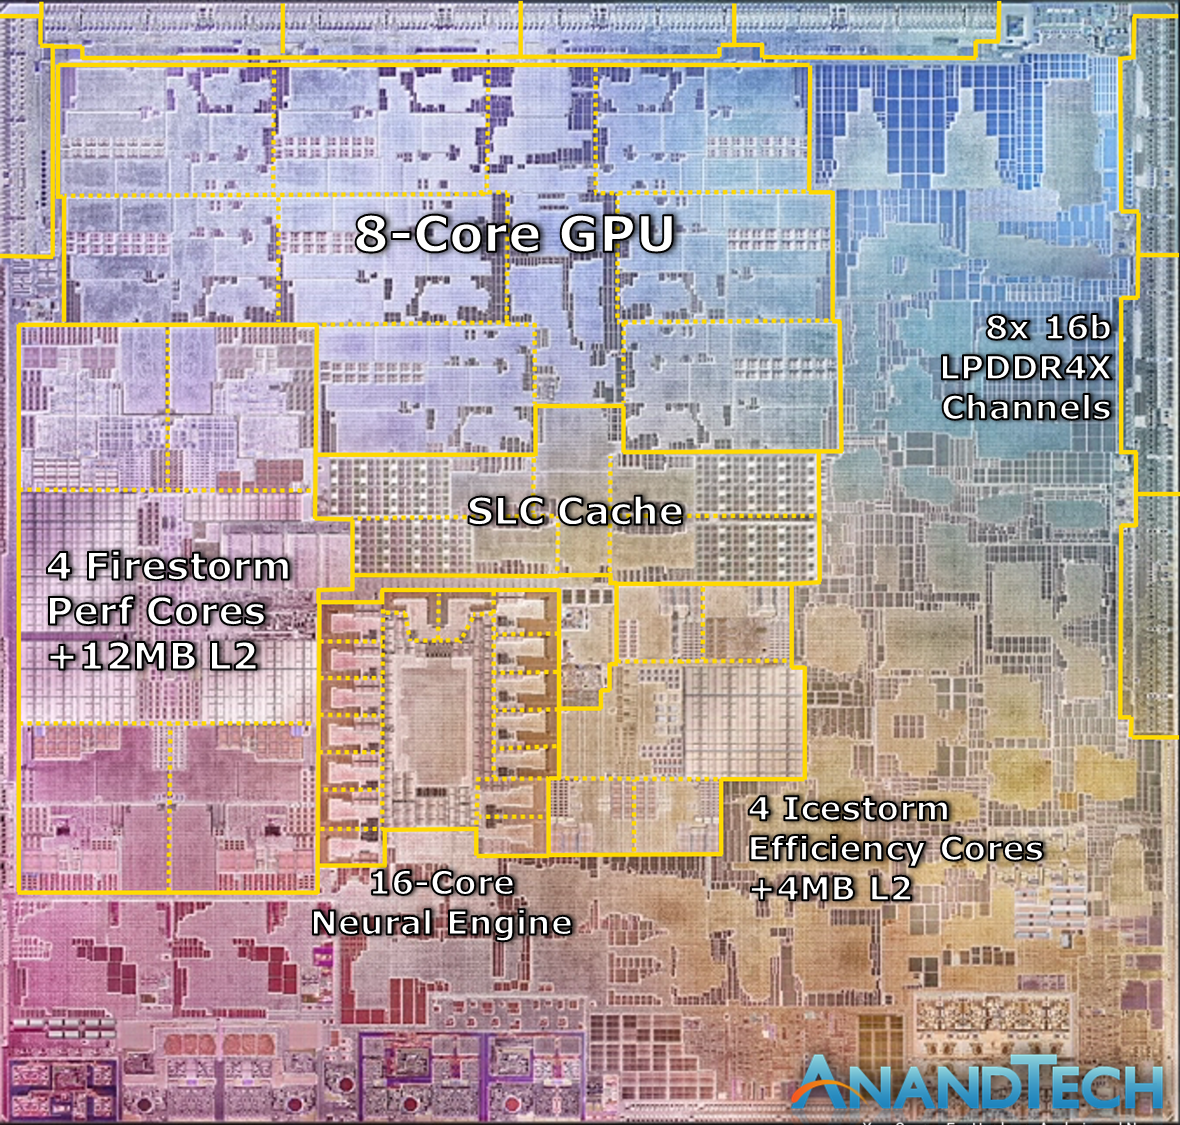 8-Core GPU
8x 16b
LPDDR4X
Channels
SLC Cache
4 Firestorm
Perf Cores
+12MB L2
4 Icestorm
Efficiency Cores
+4MB L2
16-Core
Neural Engine
ANANDTECH